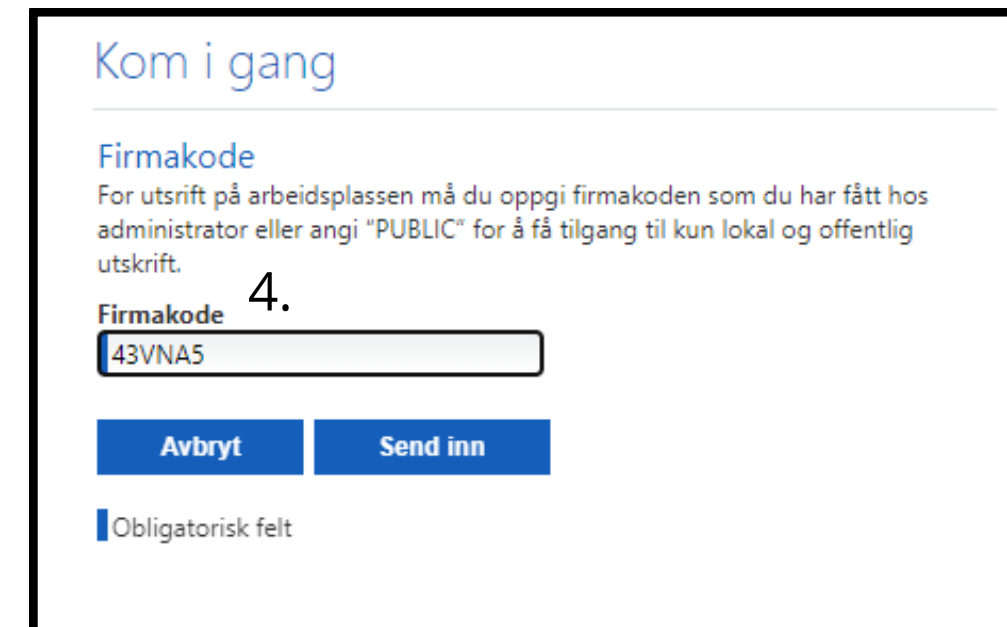 Kom i gang
Firmakode
For utsrift på arbeidsplassen må du oppgi firmakoden som du har fått hos
administrator eller angi "PUBLIC" for å få tilgang til kun lokal og offentlig
utskrift.
4.
Firmakode
43VNA5
Avbryt Send inn
Obligatorisk felt